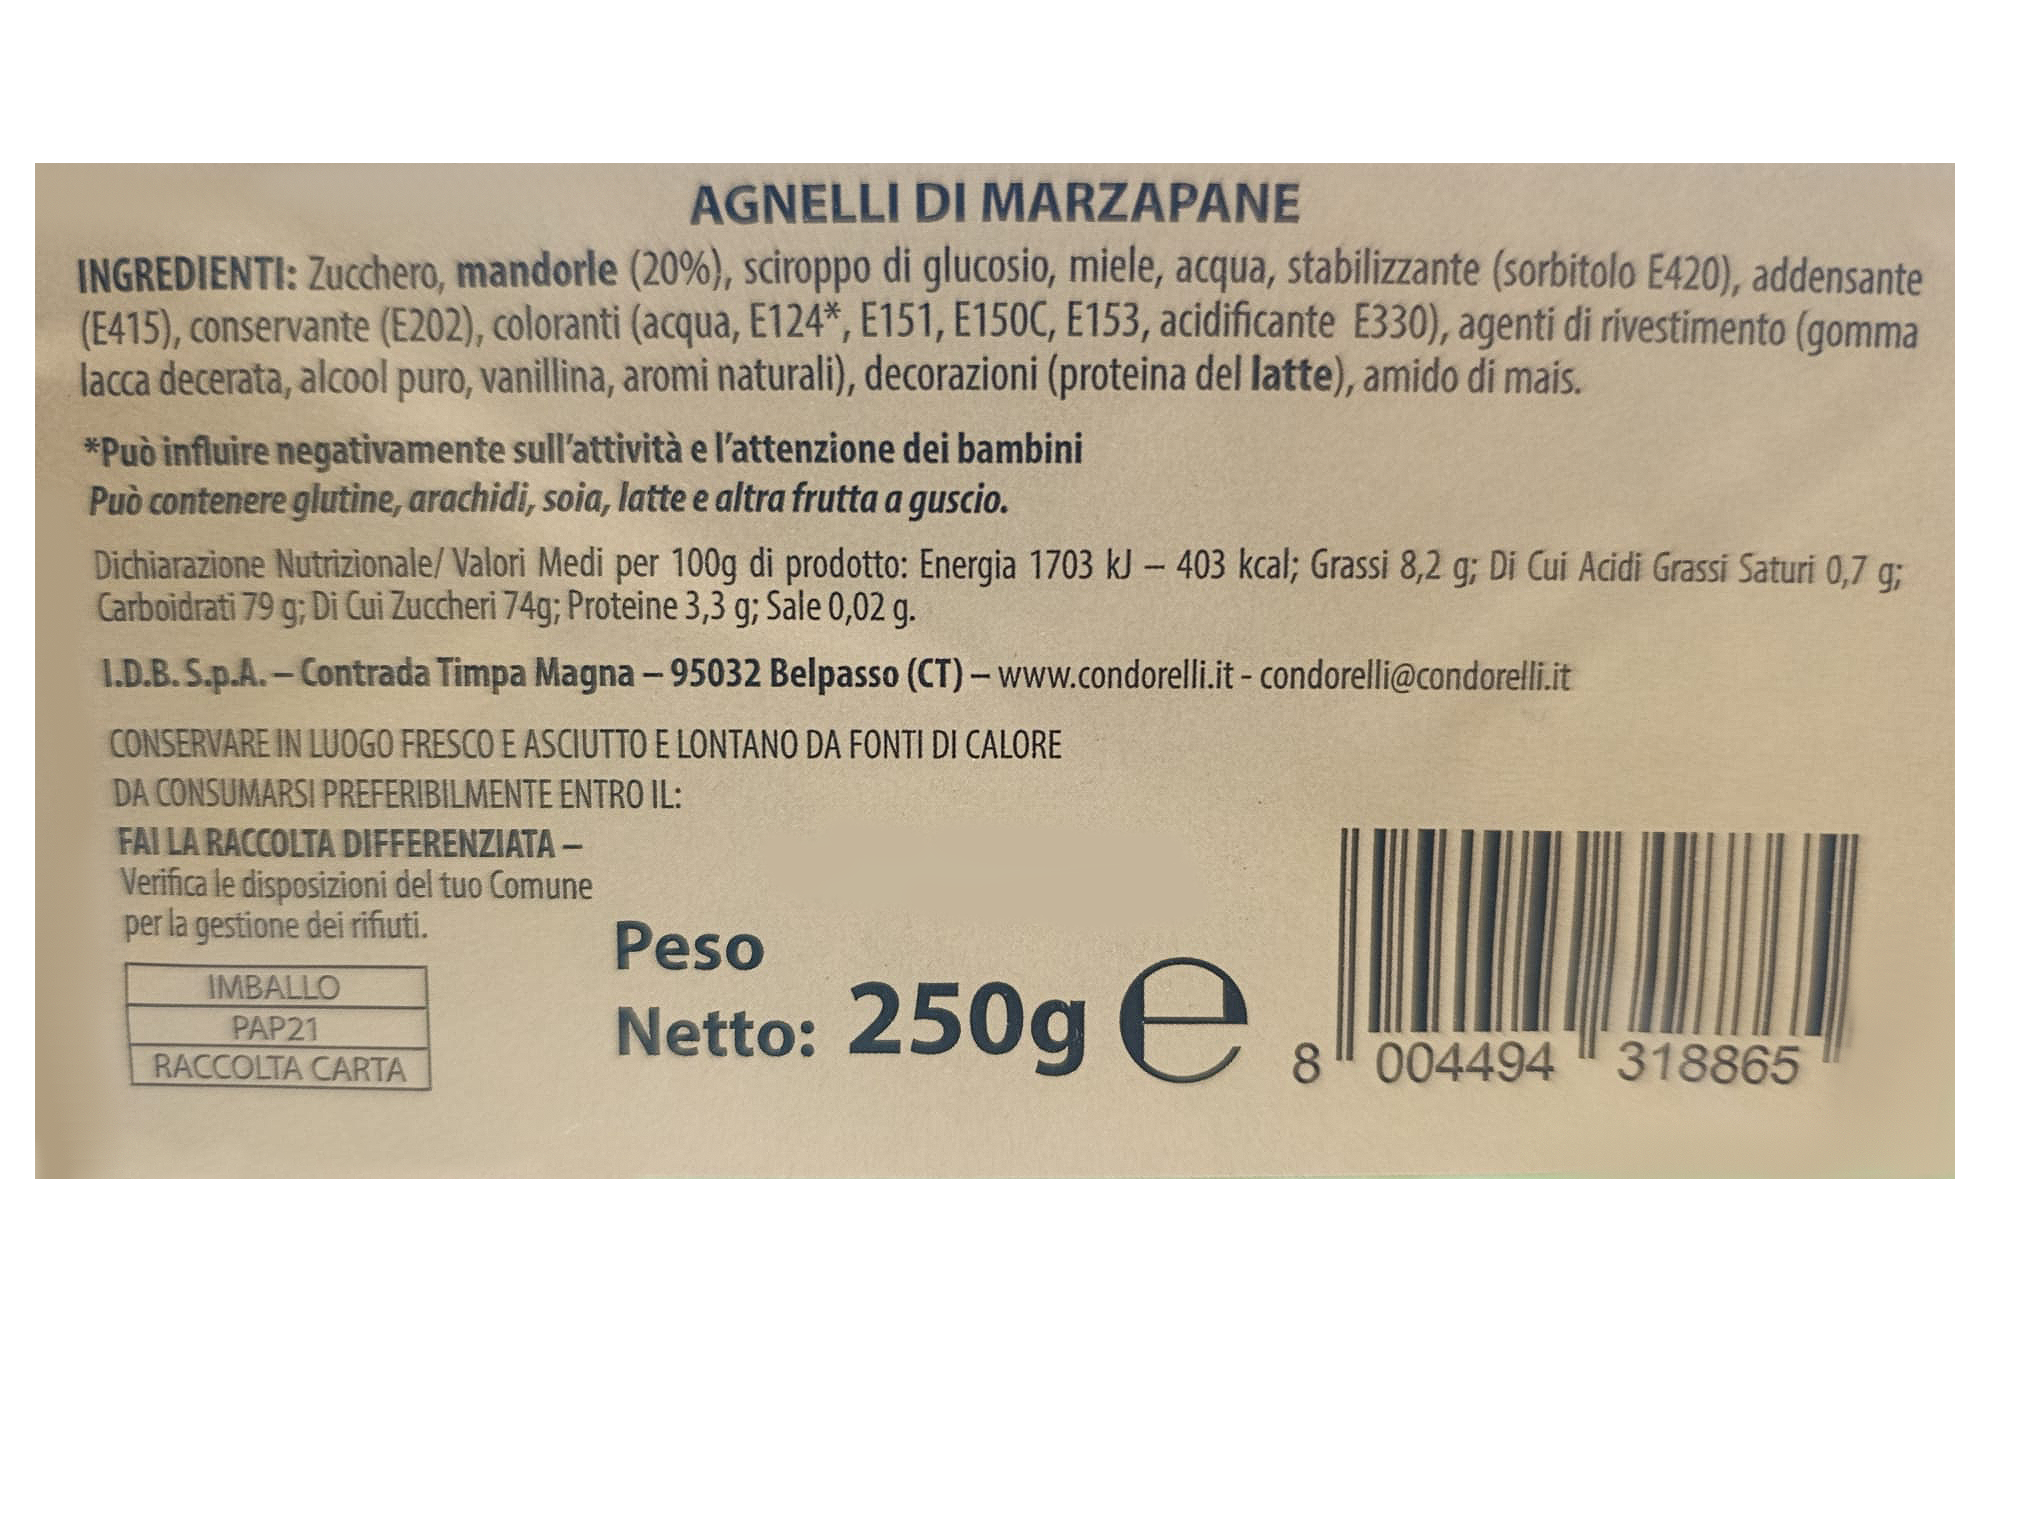 AGNELLI DI MARZAPANE
INGREDIENTI: Zucchero, mandorle (20%), sciroppo di glucosio, miele, acqua, stabilizzante (sorbitolo E420), addensante
(E415), conservante (E202), coloranti (acqua, E124*, E151, E150C, E153, acidificante E330), agenti di rivestimento (gomma
lacca decerata, alcool puro, vanillina, aromi naturali), decorazioni (proteina del latte), amido di mais.
*Può influire negativamente sull'attività e l'attenzione dei bambini
Può contenere glutine, arachidi, soia, latte e altra frutta a guscio.
Dichiarazione Nutrizionale/ Valori Medi per 100g di prodotto: Energia 1703 kJ – 403 kcal; Grassi 8,2 g; Di Cui Acidi Grassi Saturi 0,7 g;
Carboidrati 79 g; Di Cui Zuccheri 74g; Proteine 3,3 g; Sale 0,02 g.
I.D.B. S.p.A. – Contrada Timpa Magna – 95032 Belpasso (CT) – www.condorelli.it - condorelli@condorelli.it
CONSERVARE IN LUOGO FRESCO E ASCIUTTO E LONTANO DA FONTI DI CALORE
DA CONSUMARSI PREFERIBILMENTE ENTRO IL:
FAI LA RACCOLTA DIFFERENZIATA –
Verifica le disposizioni del tuo Comune
per la gestione dei rifiuti.
IMBALLO
PAP21
RACCOLTA CARTA
Peso
Netto: 250g e
8 004494 318865